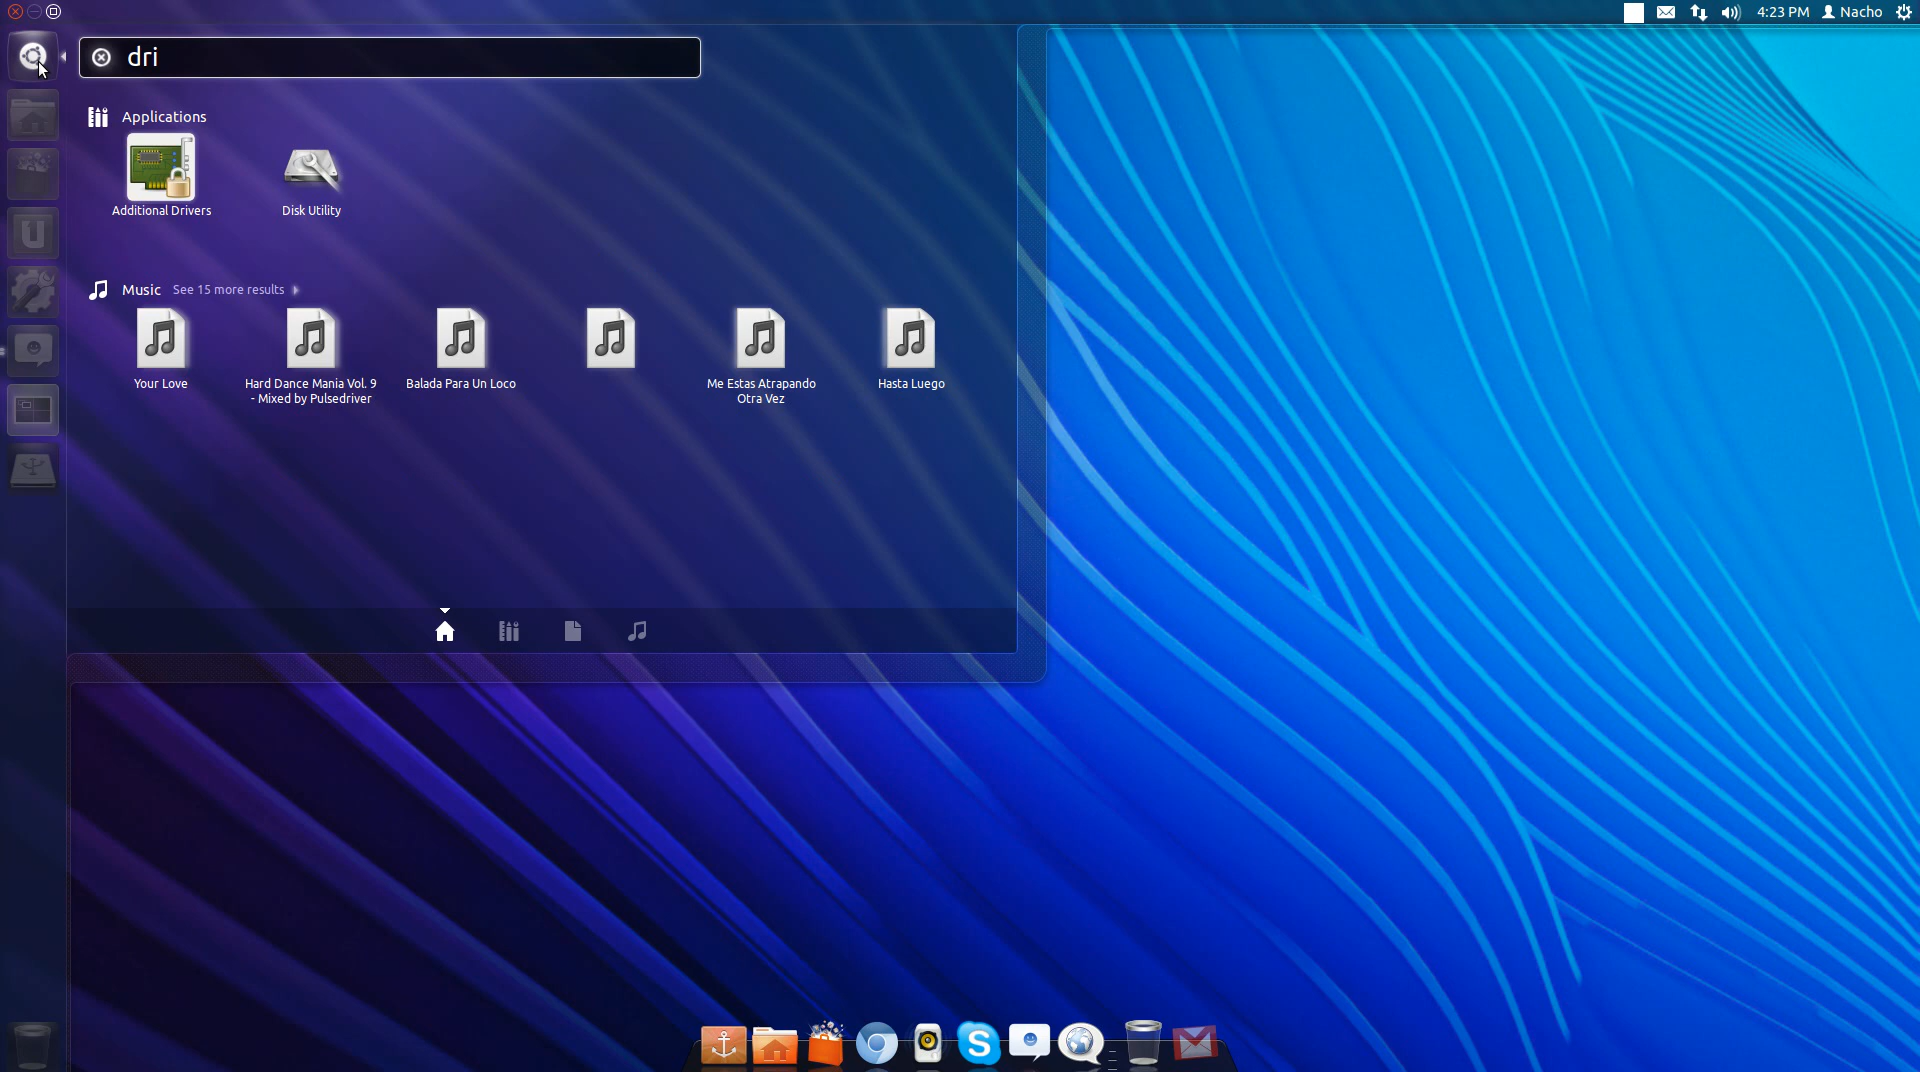 4:23 PM Nacho
dri
Applications
Additional Drivers
Disk Utility
Music See 15 more results
Your Love
Hard Dance Mania Vol. 9
- Mixed by Pulsedriver
Balada Para Un Loco
Me Estas Atrapando
Otra Vez
Hasta Luego